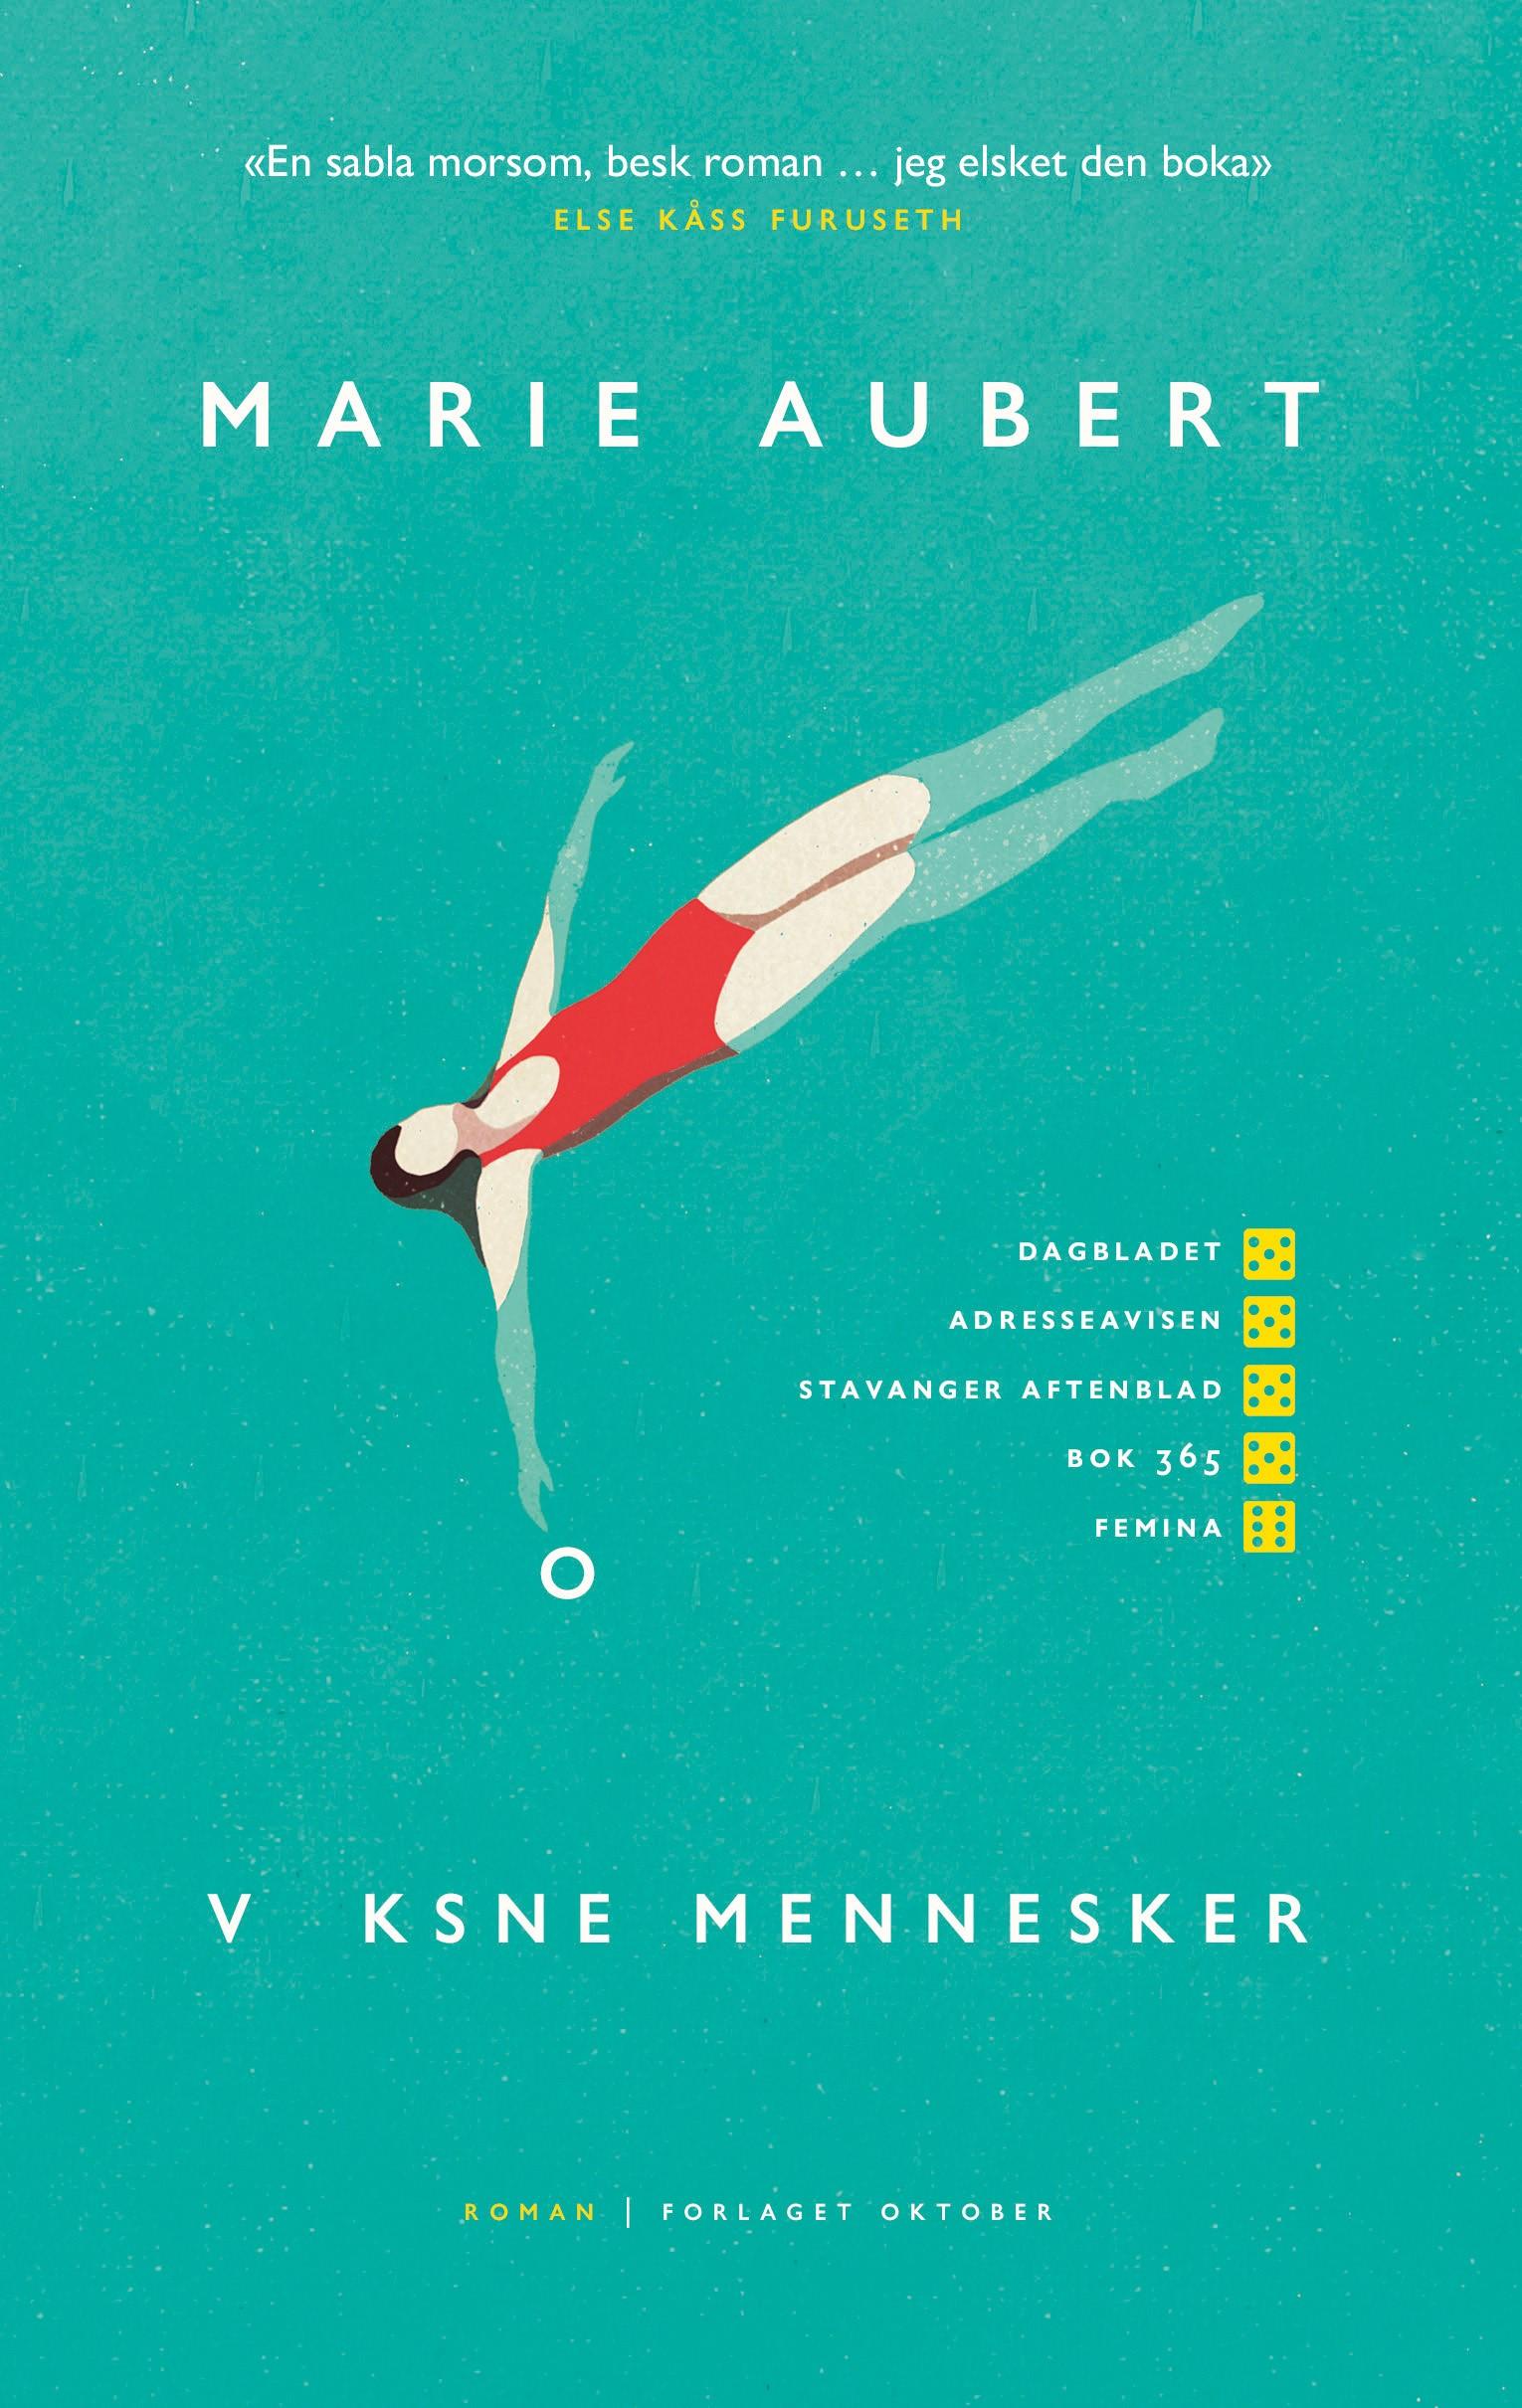 «En sabla morsom, besk roman ... jeg elsket den boka»
ELSE KÅSS FURUSETH
MARIE AUBERT
DAGBLADET
ADRESSEAVISEN
STAVANGER AFTENBLAD
BOK 365
FEMINA
O
V KSNE MENNESKER
ROMAN | FORLAGET OKTOBER